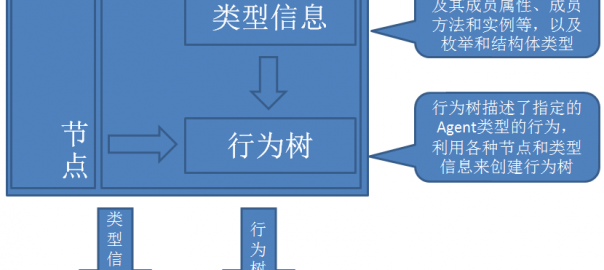 及其成员属性、成员
方法和实例等，以及
枚举和结构体类型
类型信息
节点
行为树
行为树描述了指定的
Agent类型的行为，
利用各种节点和类型
信息来创建行为树
类型信
行为树